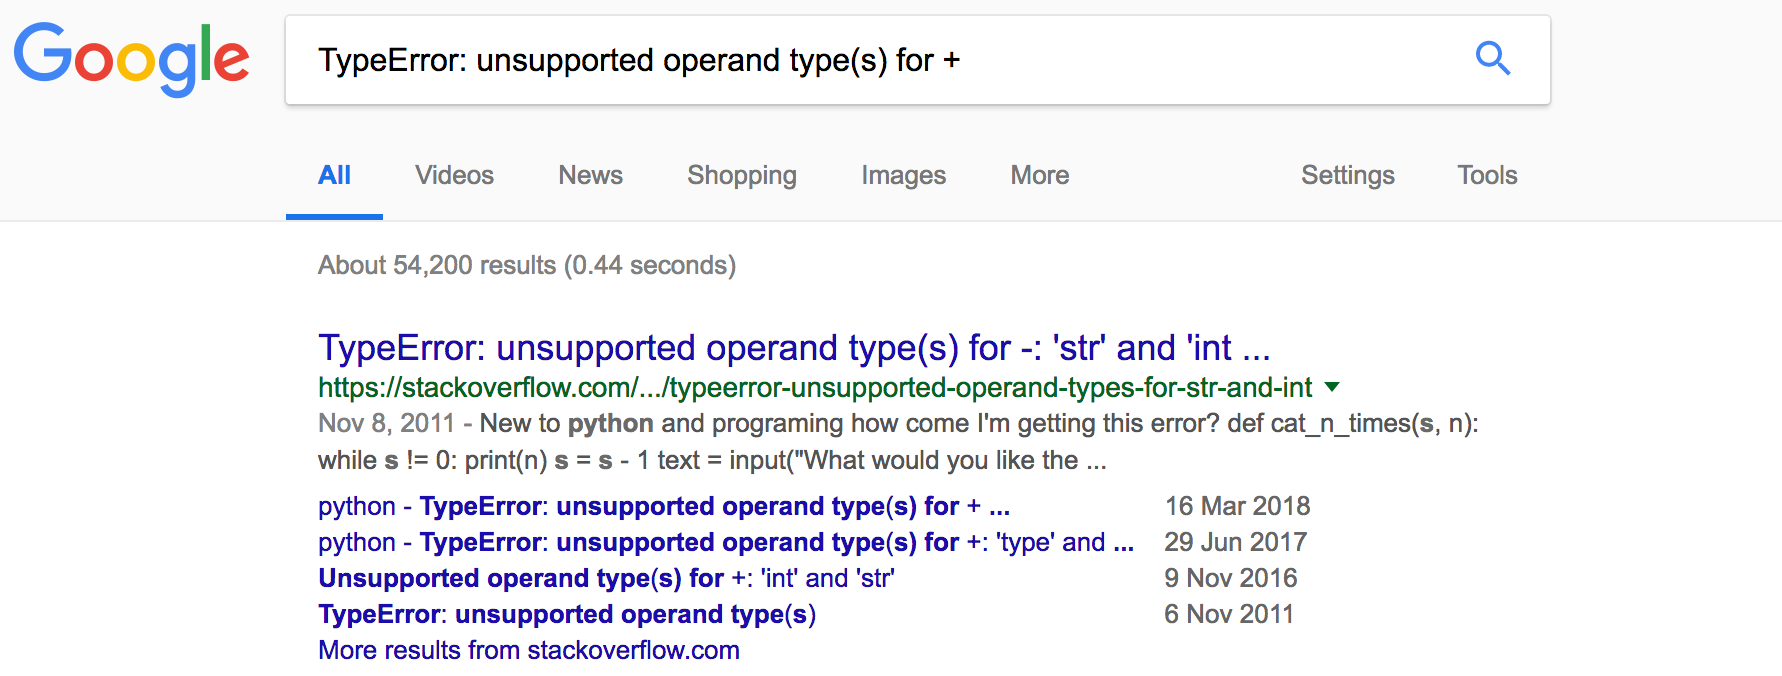 Google
TypeError: unsupported operand type(s) for +
All Videos News Shopping Images More Settings Tools
About 54,200 results (0.44 seconds)
TypeError: unsupported operand type(s) for -: 'str' and 'int ...
https://stackoverflow.com/.../typeerror-unsupported-operand-types-for-str-and-int
Nov 8, 2011 - New to python and programing how come I'm getting this error? def cat_n_times(s, n):
while s != 0: print(n) s = s - 1 text = input("What would you like the ...
python - TypeError: unsupported operand type(s) for + ... 16 Mar 2018
python - TypeError: unsupported operand type(s) for +: 'type' and ... 29 Jun 2017
Unsupported operand type(s) for +: 'int' and 'str' 9 Nov 2016
TypeError: unsupported operand type(s) 6 Nov 2011
More results from stackoverflow.com